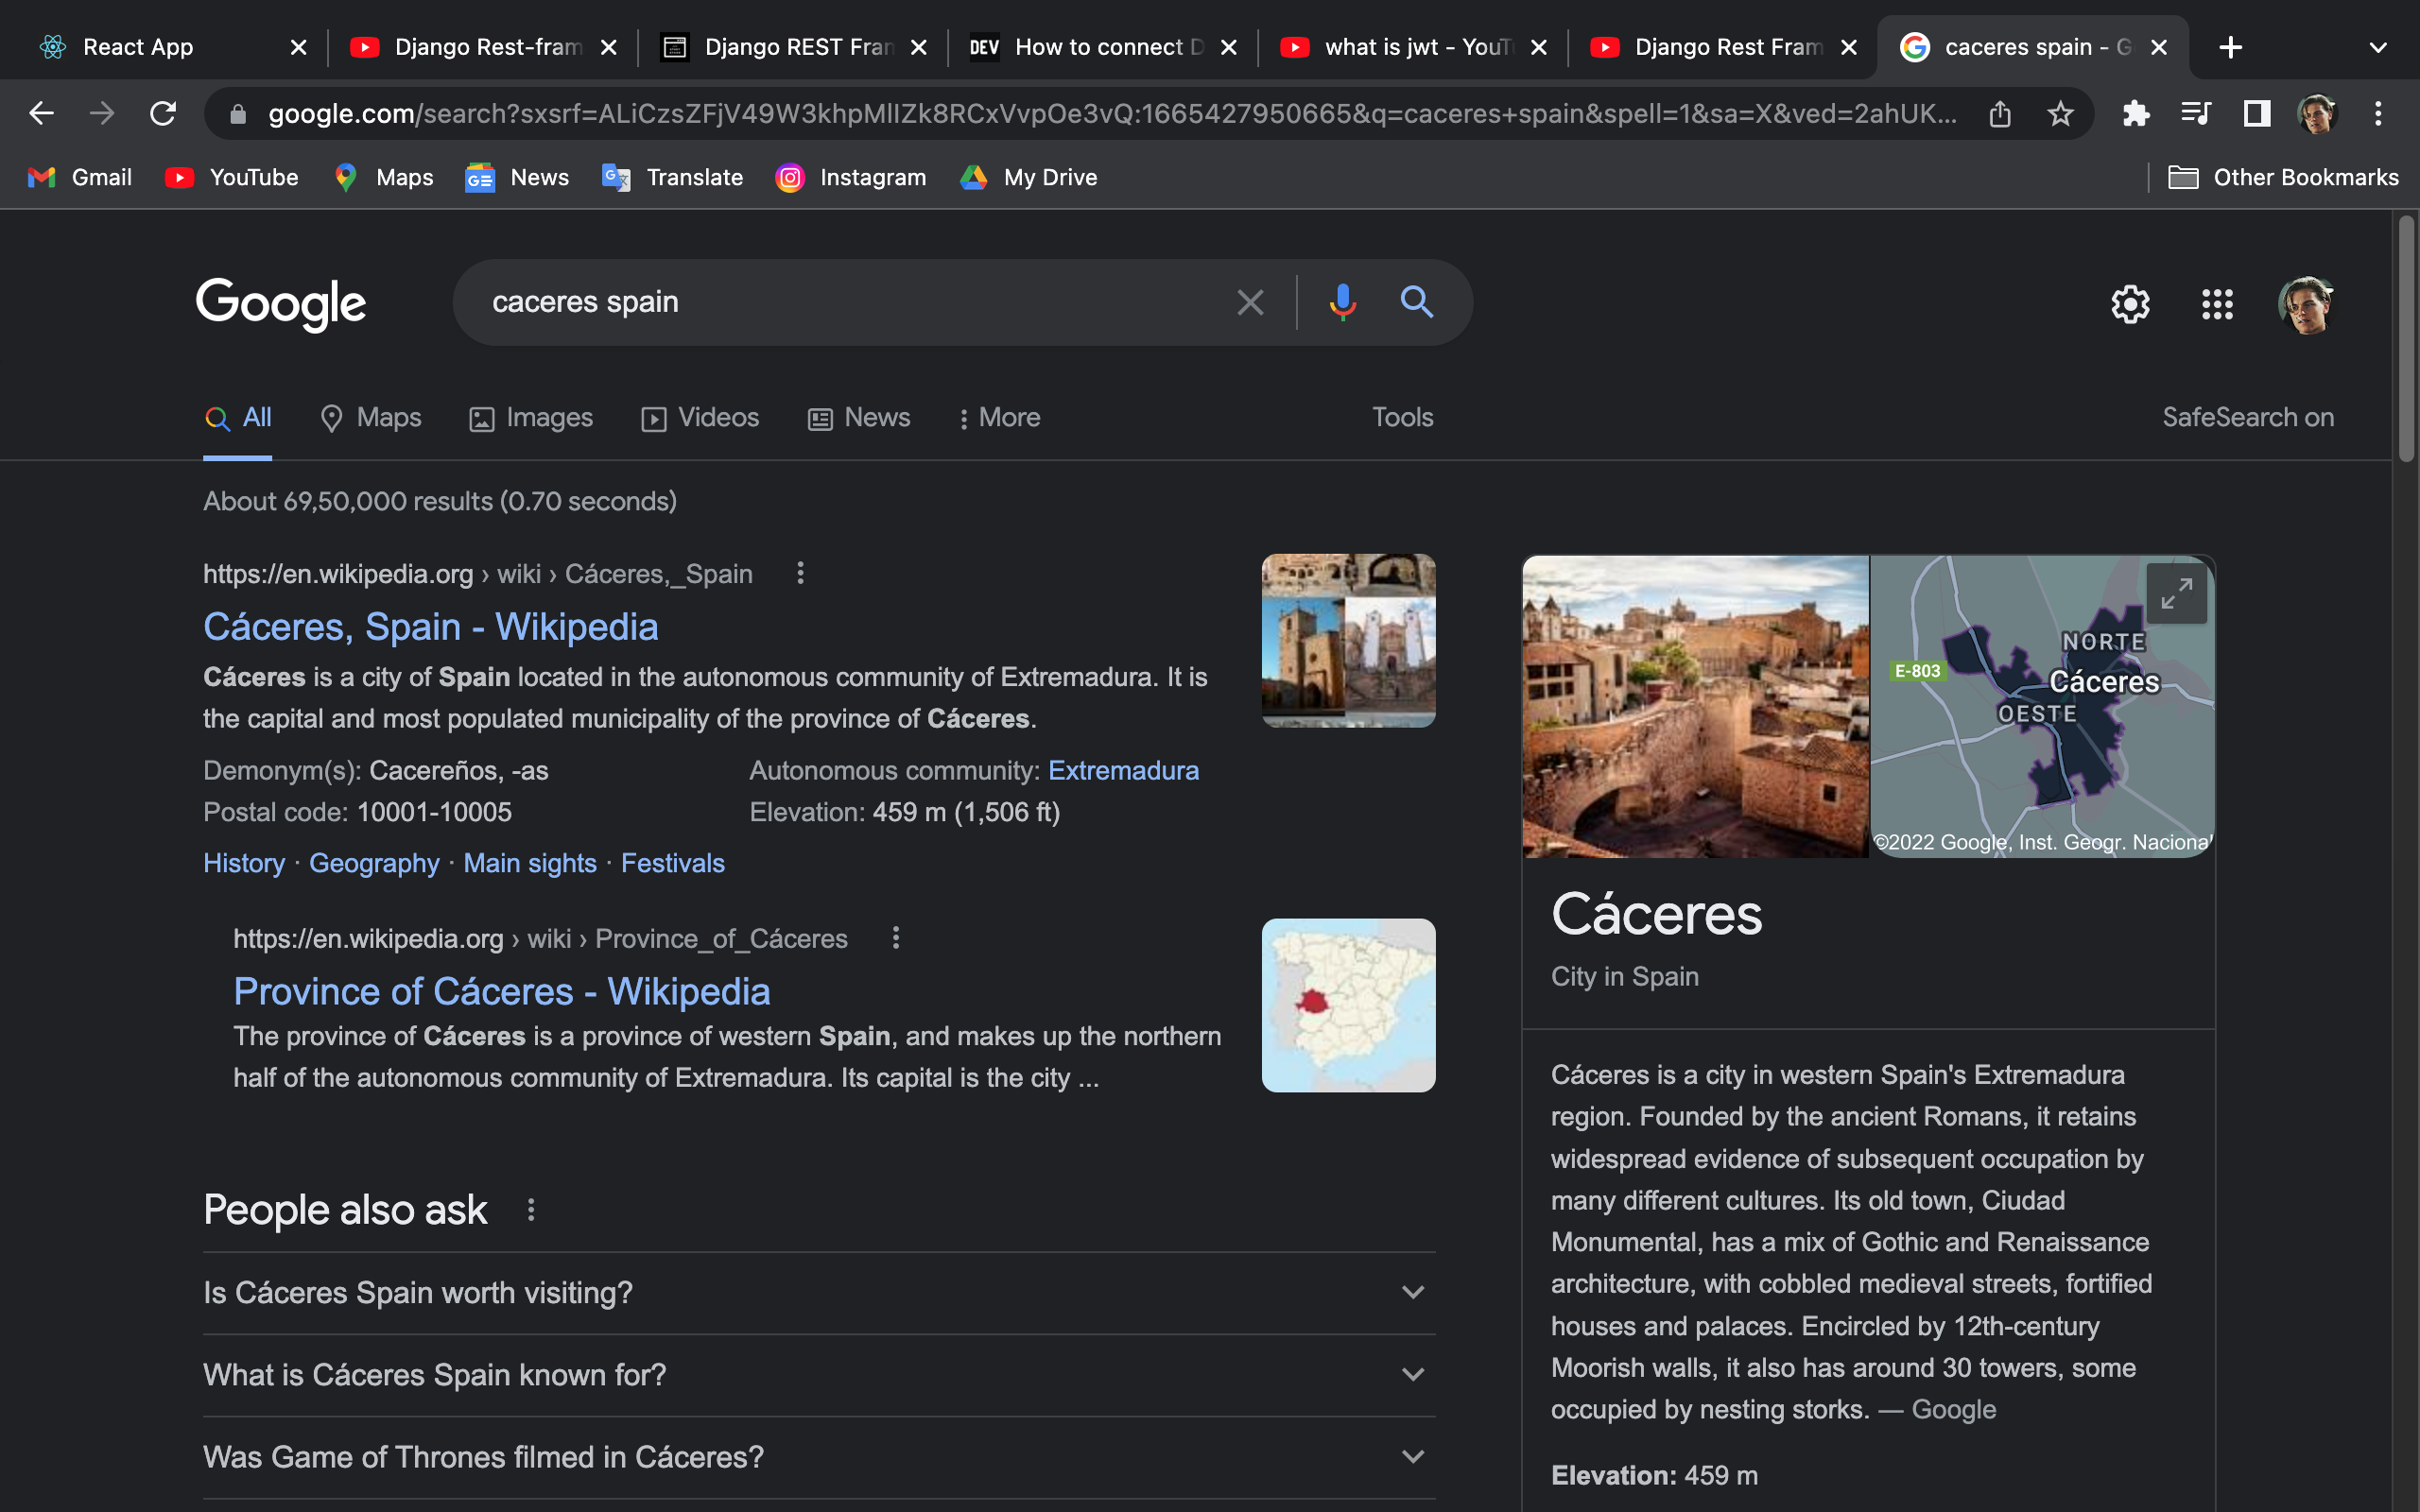 React App
Django Rest-fram
Django REST Fran
DEV How to connect D
what is jwt - YouT
Django Rest Fram
caceres spain - G
google.com/search?sxsrf=ALiCzsZFjV49W3khpMlIZk8RCxVvpOe3vQ:1665427950665&q=caceres+spain&spell=1&sa=X&ved=2ahUK...
Gmail
YouTube
Maps
News
Translate
Instagram
My Drive
Other Bookmarks
Google
caceres spain
All
Maps
Images
Videos
News
More
Tools
SafeSearch on
About 69,50,000 results (0.70 seconds)
https://en.wikipedia.org › wiki › Cáceres,_Spain
Cáceres, Spain - Wikipedia
Cáceres is a city of Spain located in the autonomous community of Extremadura. It is
the capital and most populated municipality of the province of Cáceres.
Demonym(s): Cacereños, -as
Autonomous community: Extremadura
Postal code: 10001-10005
Elevation: 459 m (1,506 ft)
History · Geography · Main sights · Festivals
https://en.wikipedia.org › wiki › Province_of_Cáceres
Province of Cáceres - Wikipedia
The province of Cáceres is a province of western Spain, and makes up the northern
half of the autonomous community of Extremadura. Its capital is the city ...
People also ask
Is Cáceres Spain worth visiting?
What is Cáceres Spain known for?
Was Game of Thrones filmed in Cáceres?
NORTE
E-803
Cáceres
OESTE
©2022 Google, Inst. Geogr. Naciona
Cáceres
City in Spain
Cáceres is a city in western Spain's Extremadura
region. Founded by the ancient Romans, it retains
widespread evidence of subsequent occupation by
many different cultures. Its old town, Ciudad
Monumental, has a mix of Gothic and Renaissance
architecture, with cobbled medieval streets, fortified
houses and palaces. Encircled by 12th-century
Moorish walls, it also has around 30 towers, some
occupied by nesting storks. — Google
Elevation: 459 m